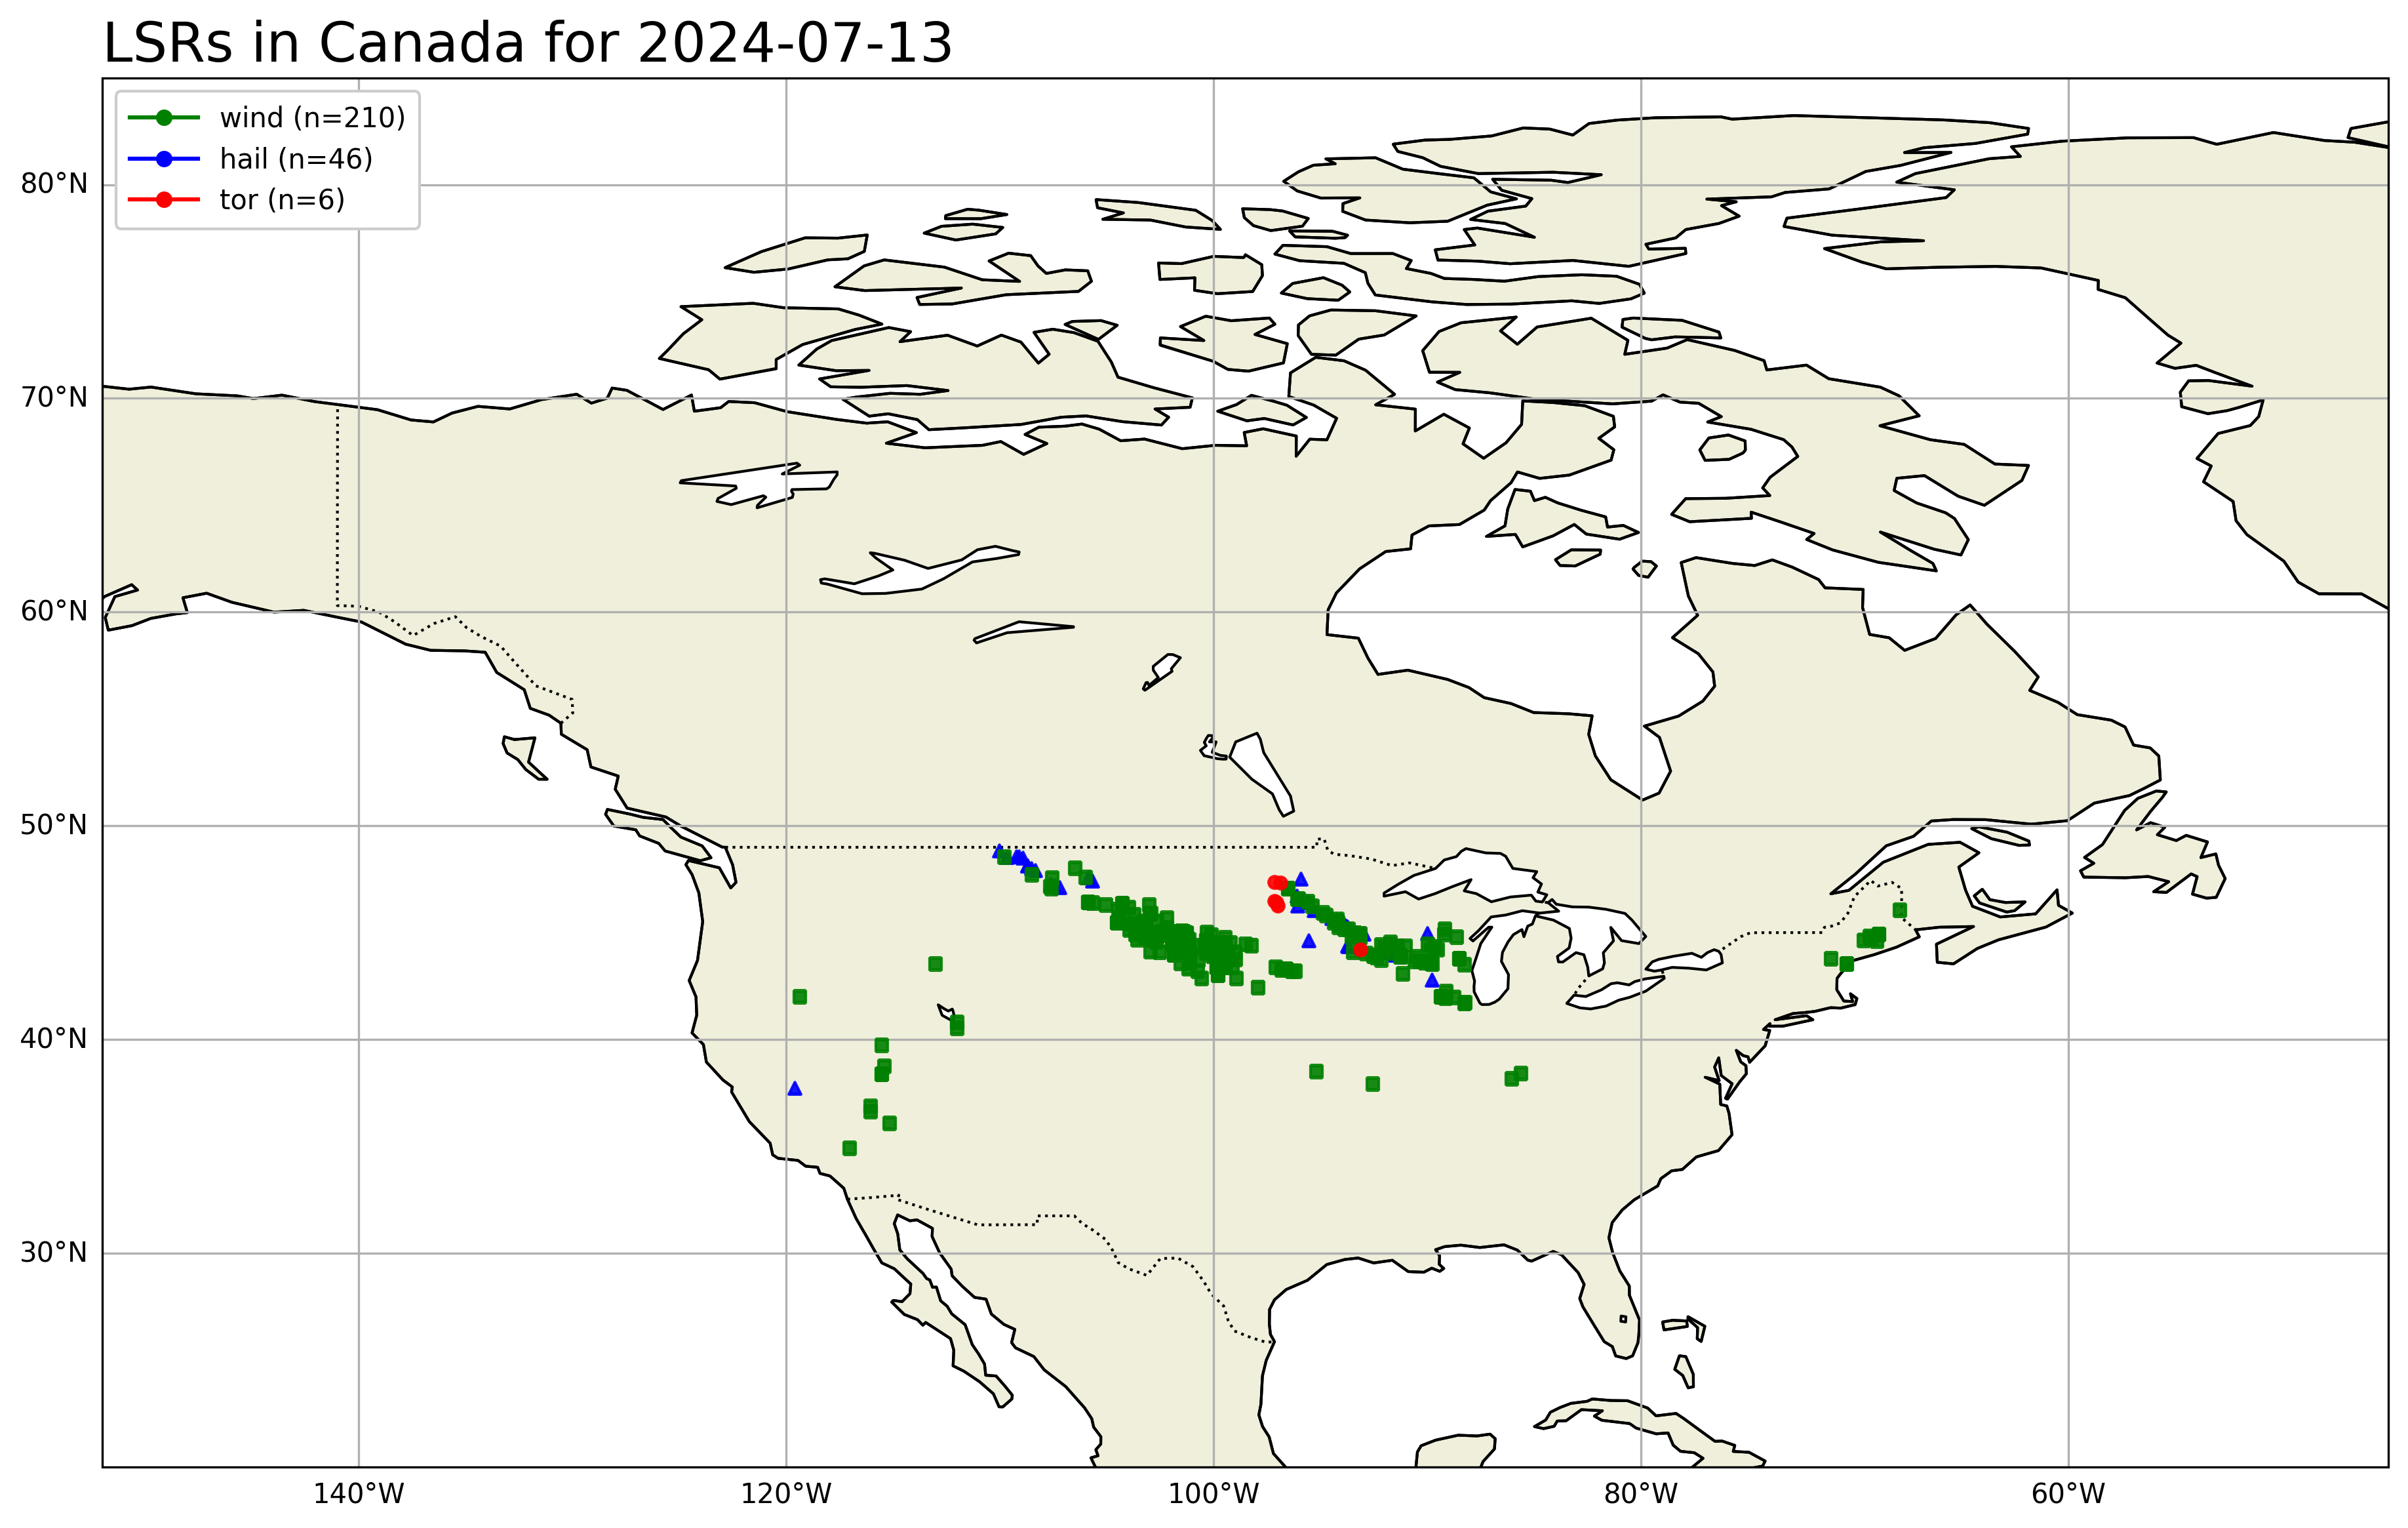 LSRs in Canada for 2024-07-13
wind (n=210)
hail (n=46)
tor (n=6)
80°N
70°N
60°N
50°N
40°N
30°N
140°W
120°W
100°W
80°W
60°W